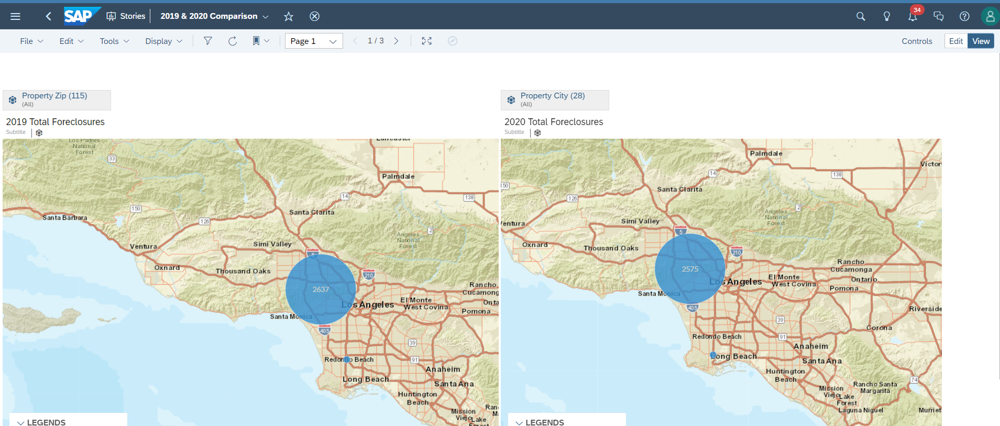 SAP Stories 2019 & 2020 Comparison 34
File Edit Tools Display Page 1 1 / 3 Controls Edit View
Property Zip (115)
(All)
2019 Total Foreclosures
Subtitle
Los Padres
National
Forest
33
Lancaster
Palmdale
14
138
150
Santa Clarita
Santa Barbara
126
2
Angeles
National
Forest
Ventura
Simi Valley
5
Oxnard
Thousand Oaks
210
2637
Rancho
Cucamong
El Monte
Los Angeles
West Covina
Onta
Pomona
Santa Monica
405
39
Redondo Beach
91
Anaheim
Long Beach
Santa Ana
Huntington
Beach
Mission
Viejo
Lake
Forest
Ran
M
LEGENDS
Property City (28)
(All)
2020 Total Foreclosures
Subtitle
Palmdale
Victor
14
138
150
Santa Clarita
126
2
Angeles
National
Forest
Ventura
Simi Valley
5
Oxnard
Thousand Oaks
210
Rancho
Cucamonga
2575
El Monte
Los Angeles
West Covina
Ontario
Pomona
Santa Monica
405
Riverside
39
Corona
Redondo Beach
91
Anaheim
Long Beach
Santa Ana
Huntington
Beach
74
Mission
Viejo
Rancho Santa
Margarita
Lake
Forest
Laguna Niguel
Murriet
LEGENDS